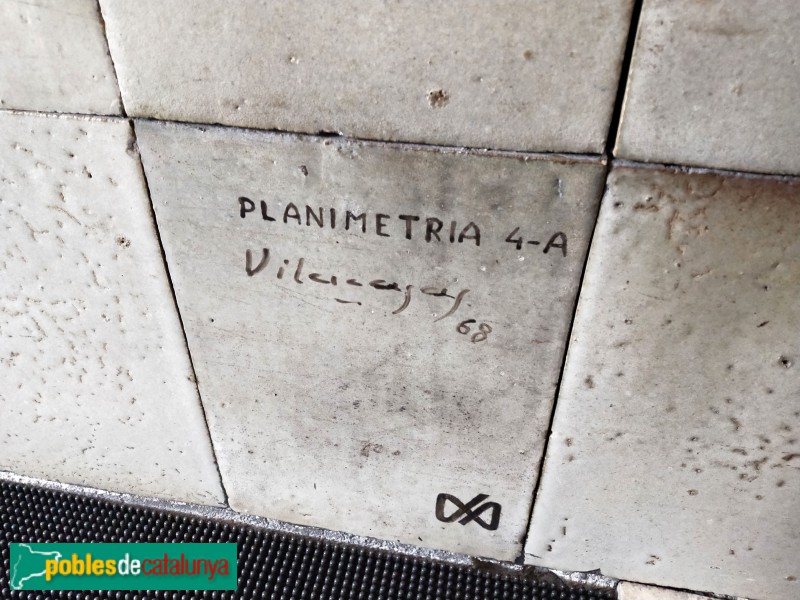 PLANIMETRIA 4-A
Vilacasas
68
poblesdecatalunya